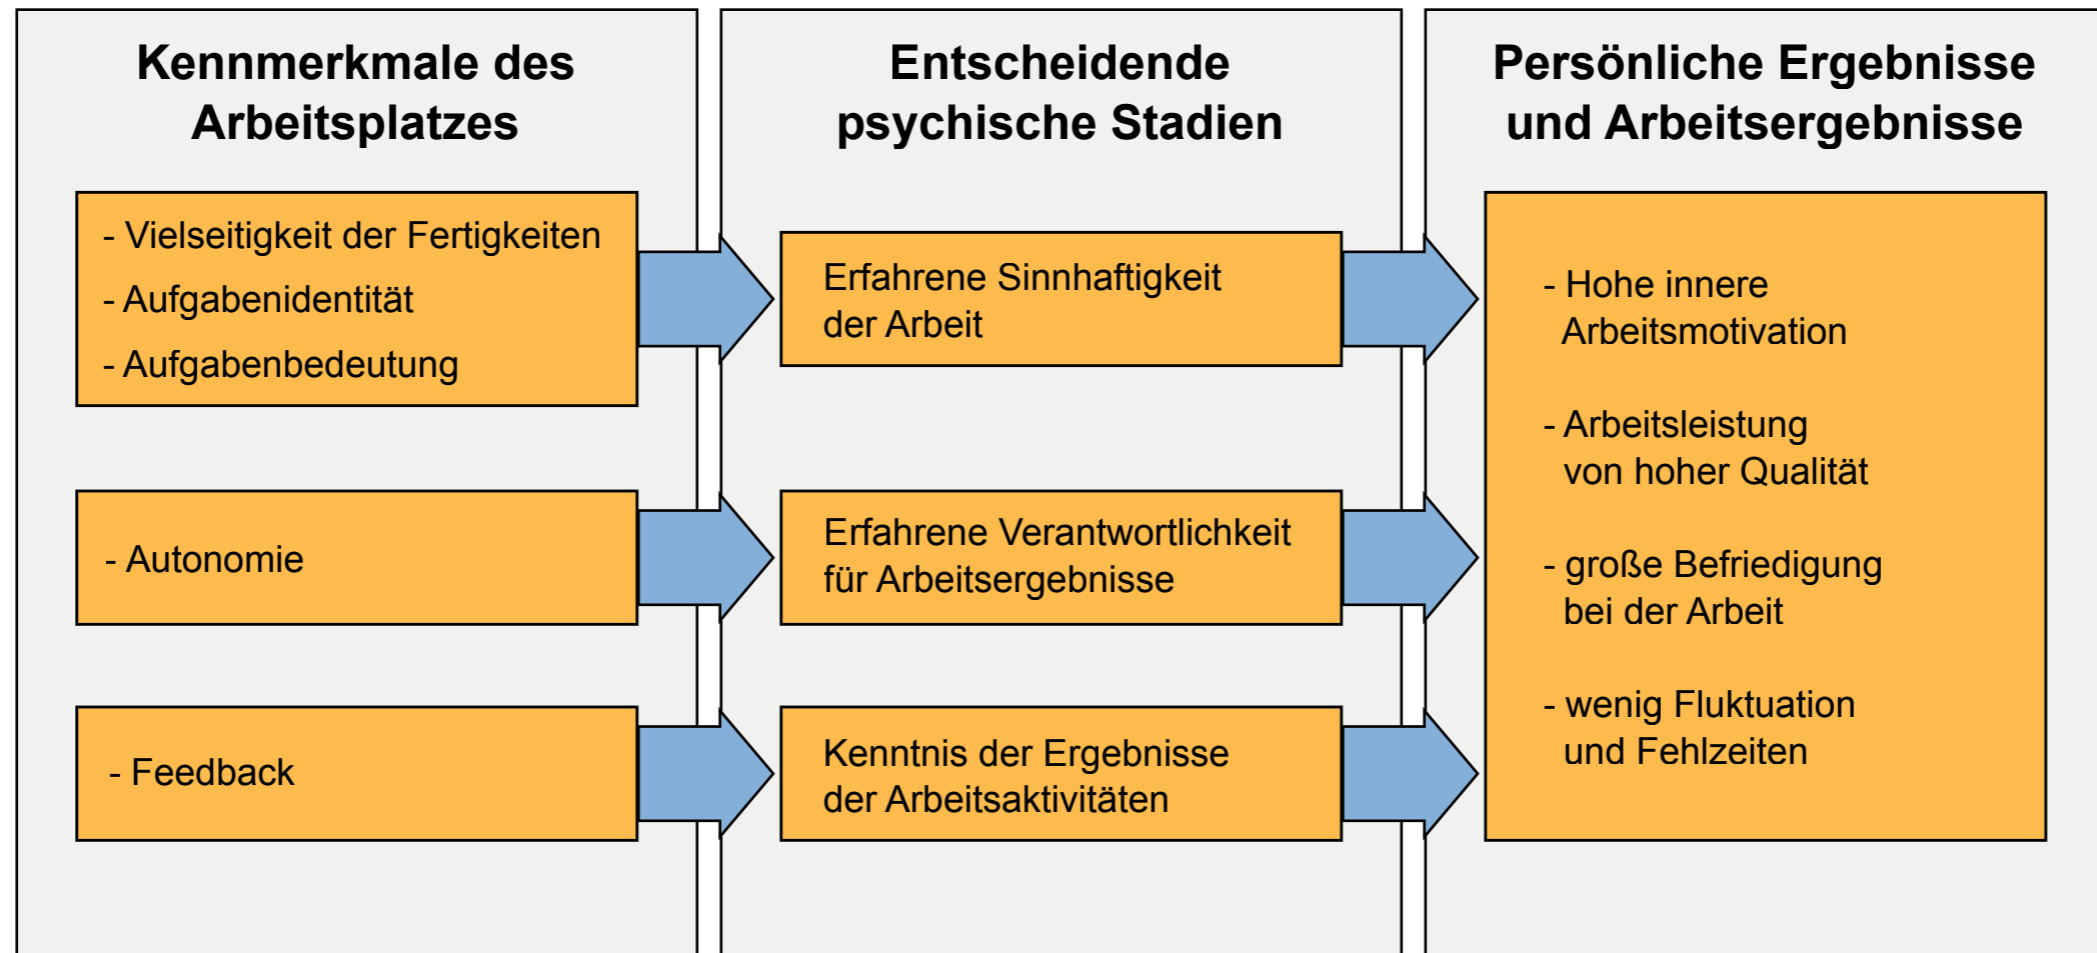 Kennmerkmale des
Arbeitsplatzes
- Vielseitigkeit der Fertigkeiten
- Aufgabenidentität
- Aufgabenbedeutung
- Autonomie
- Feedback
Entscheidende
psychische Stadien
Erfahrene Sinnhaftigkeit
der Arbeit
Erfahrene Verantwortlichkeit
für Arbeitsergebnisse
Kenntnis der Ergebnisse
der Arbeitsaktivitäten
Persönliche Ergebnisse
und Arbeitsergebnisse
- Hohe innere
Arbeitsmotivation
- Arbeitsleistung
von hoher Qualität
- große Befriedigung
bei der Arbeit
- wenig Fluktuation
und Fehlzeiten